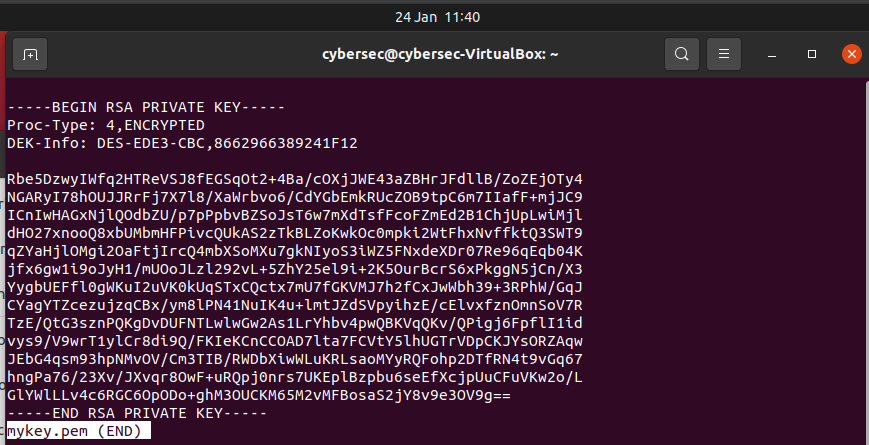 24 Jan 11:40
cybersec@cybersec-VirtualBox: ~
-----BEGIN RSA PRIVATE KEY-----
Proc-Type: 4,ENCRYPTED
DEK-Info: DES-EDE3-CBC,8662966389241F12
Rbe5DzwyIWfq2HTReVSJ8fEGSqOt2+4Ba/cOXjJWE43aZBHrJFdllB/ZoZEjOTy4
NGARyI78hOUJJRrFj7X7l8/XaWrbvo6/CdYGbEmkRUcZOB9tpC6m7IIafF+mjJC9
ICnIwHAGxNjlQOdbZU/p7pPpbvBZSoJsT6w7mXdTsfFcoFZmEd2B1ChjUpLwiMjl
dHO27xnooQ8xbUMbmHFPivcQUkAS2zTkBLZoKwkOc0mpki2WtFhxNvffktQ3SWT9
qZYaHjlOMgi2OaFtjIrcQ4mbXSoMXu7gkNIyoS3iWZ5FNxdeXDr07Re96qEqb04K
jfx6gw1i9oJyH1/mUOoJLzl292vL+5ZhY25el9i+2K5OurBcrS6xPkggN5jCn/X3
YygbUEFfl0gWKuI2uVK0kUqSTxCQctx7mU7fGKVMJ7h2fCxJwWbh39+3RPhW/GqJ
CYagYTZcezujzqCBx/ym8lPN41NuIK4u+lmtJZdSVpyihzE/cElvxfznOmnSoV7R
TzE/QtG3sznPQKgDvDUFNTLwlwGw2As1LrYhbv4pwQBKVqQKv/QPigj6FpflI1id
vys9/V9wrT1ylCr8di9Q/FKIeKCnCCOAD7lta7FCVtY5lhUGTrVDpCKJYsORZAqw
JEbG4qsm93hpNMvOV/Cm3TIB/RWDbXiwWLuKRLsaoMYyRQFohp2DTfRN4t9vGq67
hngPa76/23Xv/JXvqr8OwF+uRQpj0nrs7UKEplBzpbu6seEfXcjpUuCFuVKw2o/L
GlYWlLLv4c6RGC6OpODo+ghM3OUCKM65M2vMFBosaS2jY8v9e3OV9g==
-----END RSA PRIVATE KEY-----
mykey.pem (END)